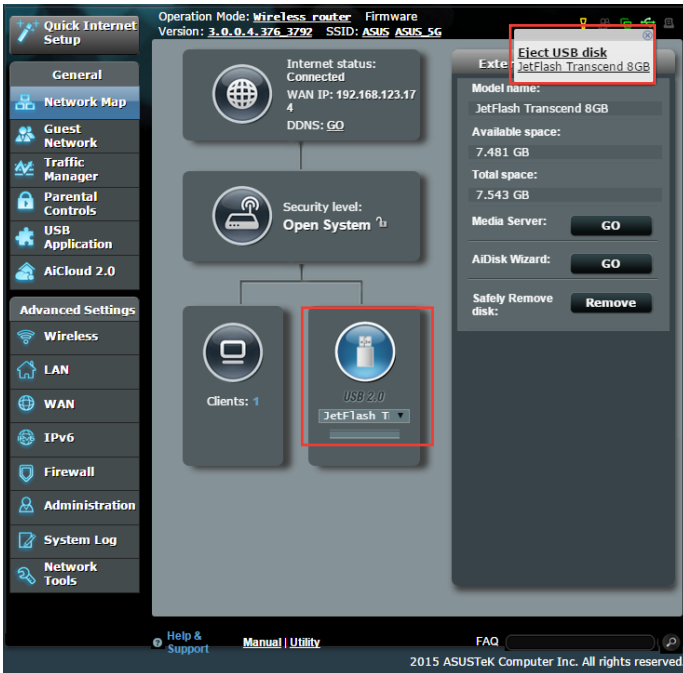 Quick Internet
Setup
General
Network Map
Guest
Network
Traffic
Manager
Parental
Controls
USB
Application
AiCloud 2.0
Advanced Settings
Wireless
LAN
WAN
IPv6
Firewall
Administration
System Log
Network
Tools
Operation Mode: Wireless router Firmware
Version: 3.0.0.4.376_3792 SSID: ASUS ASUS_5G
Internet status:
Connected
WAN IP: 192.168.123.17
4
DDNS: GO
Security level:
Open System
Clients: 1
USB 2.0
JetFlash T
Eject USB disk
JetFlash Transcend 8GB
Exter
Model name:
JetFlash Transcend 8GB
Available space:
7.481 GB
Total space:
7.543 GB
Media Server: GO
AiDisk Wizard: GO
Safely Remove
disk: Remove
Help &
Support
Manual | Utility
FAQ
2015 ASUSTeK Computer Inc. All rights reserved